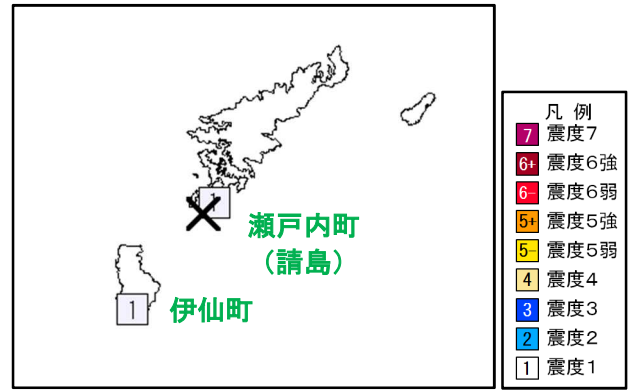 1
瀬戸内町
(請島)
1
伊仙町
凡 例
7 震度7
6+ 震度6強
6- 震度6弱
5+ 震度5強
5- 震度5弱
4 震度4
3 震度3
2 震度2
1 震度1